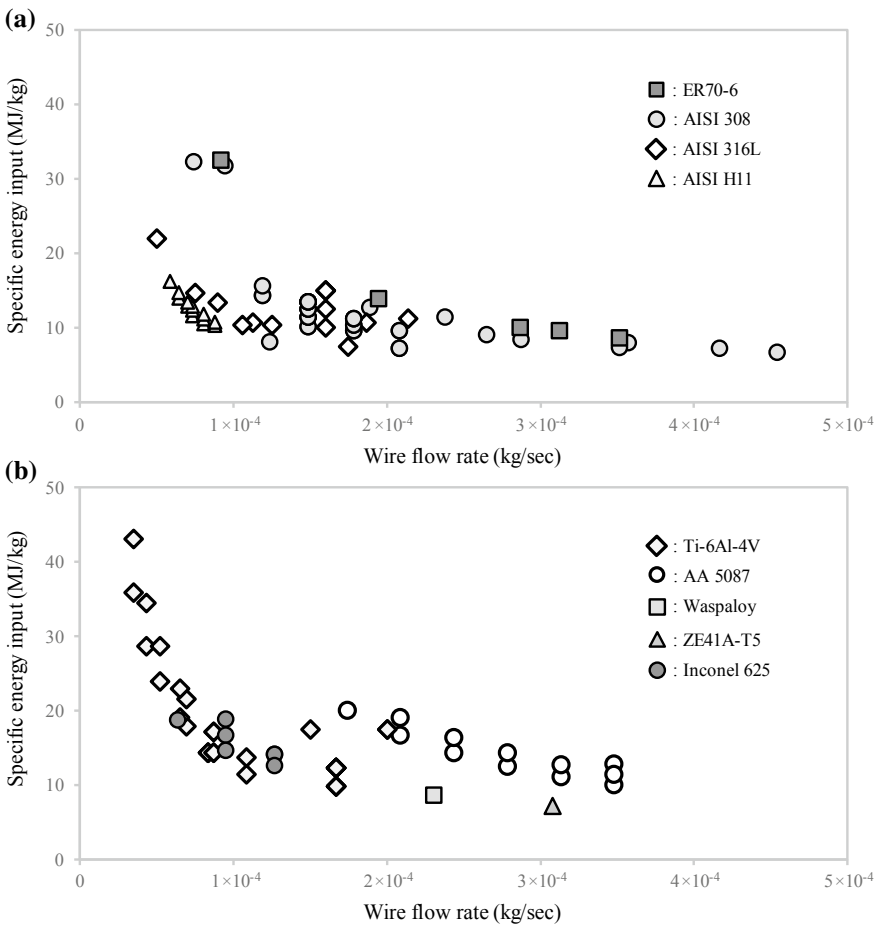 (a)
50
40
30
20
10
0
Specific energy input (MJ/kg)
: ER70-6
: AISI 308
: AISI 316L
: AISI H11
0 1×10⁻⁴ 2×10⁻⁴ 3×10⁻⁴ 4×10⁻⁴ 5×10⁻⁴
Wire flow rate (kg/sec)
(b)
50
40
30
20
10
0
Specific energy input (MJ/kg)
: Ti-6Al-4V
: AA 5087
: Waspaloy
: ZE41A-T5
: Inconel 625
0 1×10⁻⁴ 2×10⁻⁴ 3×10⁻⁴ 4×10⁻⁴ 5×10⁻⁴
Wire flow rate (kg/sec)